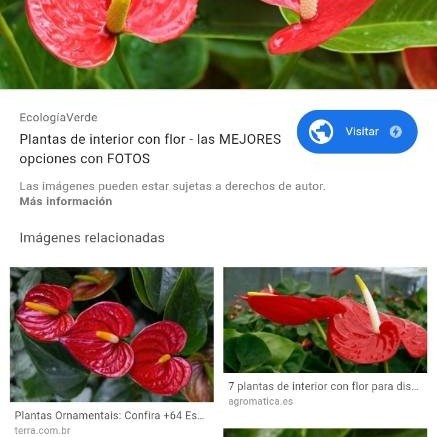 EcologíaVerde
Plantas de interior con flor - las MEJORES
opciones con FOTOS
Visitar
Las imágenes pueden estar sujetas a derechos de autor.
Más información
Imágenes relacionadas
Plantas Ornamentais: Confira +64 Es...
terra.com.br
7 plantas de interior con flor para dis...
agromatica.es